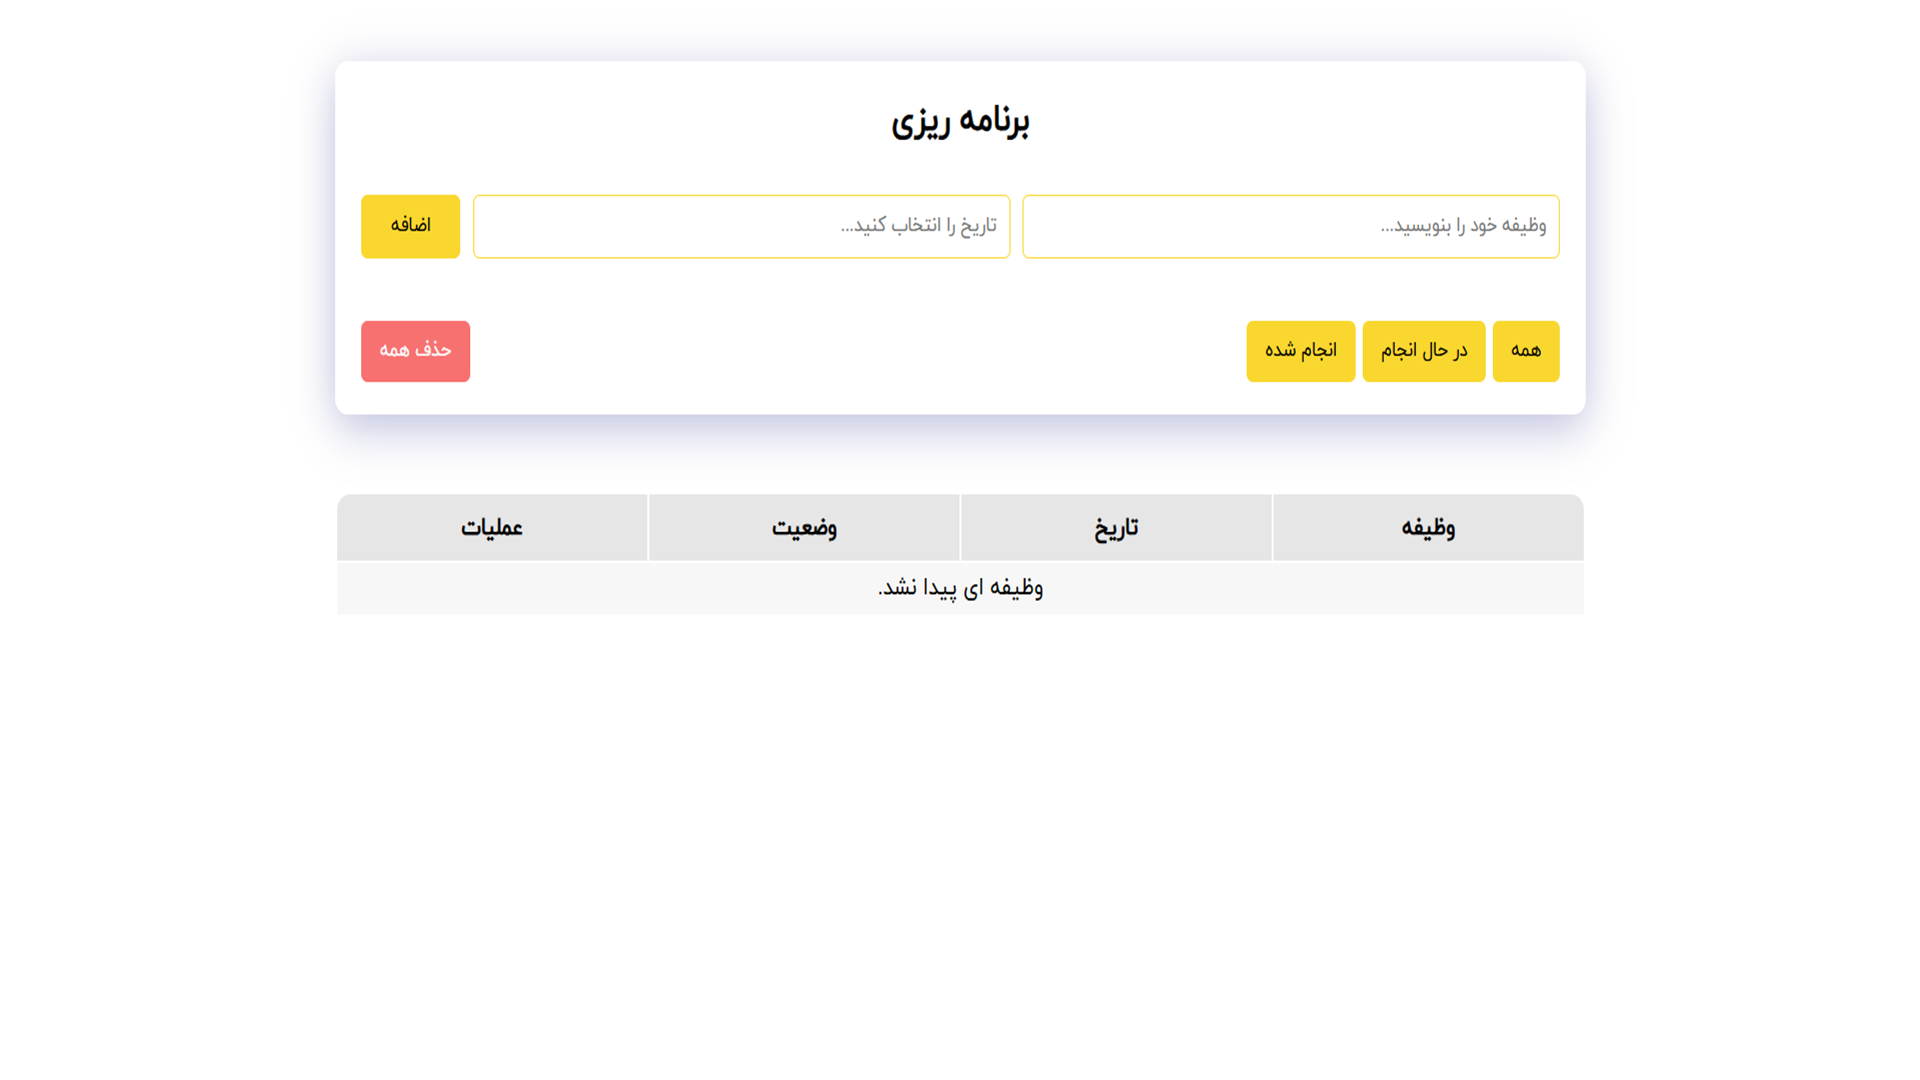 برنامه ریزی
وظیفه خود را بنویسید... تاریخ را انتخاب کنید... اضافه
همه در حال انجام انجام شده حذف همه
وظیفه تاریخ وضعیت عملیات
وظیفه ای پیدا نشد.